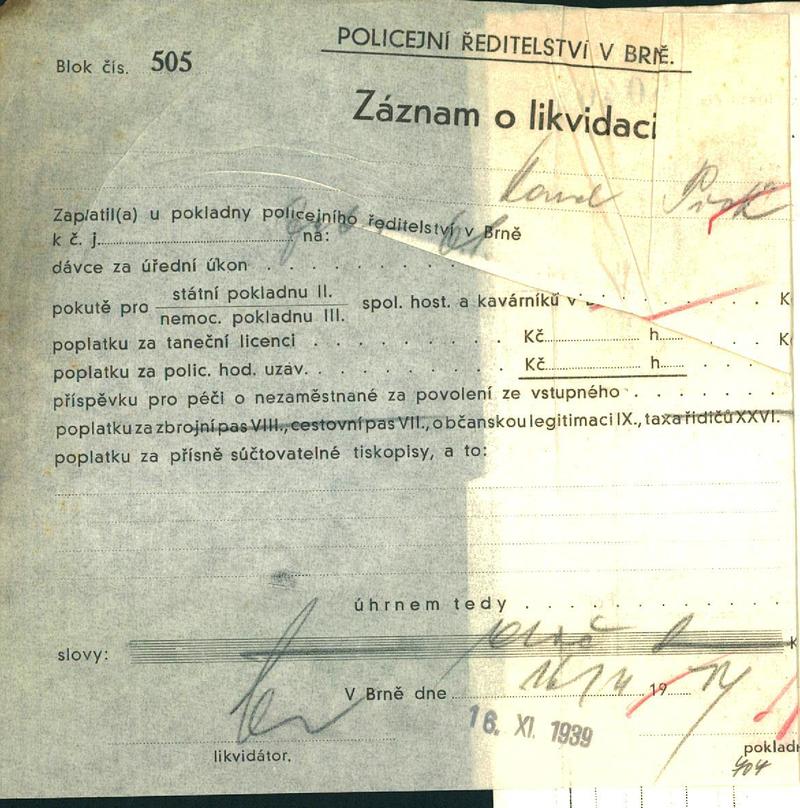 POLICEJNÍ ŘEDITELSTVÍ V BRNĚ.
Blok čís. 505
Záznam o likvidaci
Zaplatil(a) u pokladny policejního ředitelství v Brně
k č. j. na:
dávce za úřední úkon
pokutě pro státní pokladnu II.
nemoc. pokladnu III. spol. host. a kavárníků v
poplatku za taneční licenci Kč h
poplatku za polic. hod. uzáv. Kč h
příspěvku pro péči o nezaměstnané za povolení ze vstupného
poplatku za zbrojní pas VIII., cestovní pas VII., občanskou legitimaci IX., taxa řidičů XXVI.
poplatku za přísně súčtovatelné tiskopisy, a to:
úhrnem tedy
slovy: K
V Brně dne 16/11 19
16. XI. 1939
likvidátor. pokladn
904